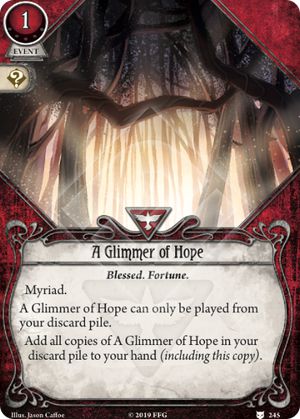 1
EVENT
?
A Glimmer of Hope
Blessed. Fortune.
Myriad.
A Glimmer of Hope can only be played from
your discard pile.
Add all copies of A Glimmer of Hope in your
discard pile to your hand (including this copy).
Illus. Jason Caffoe
© 2019 FFG
245